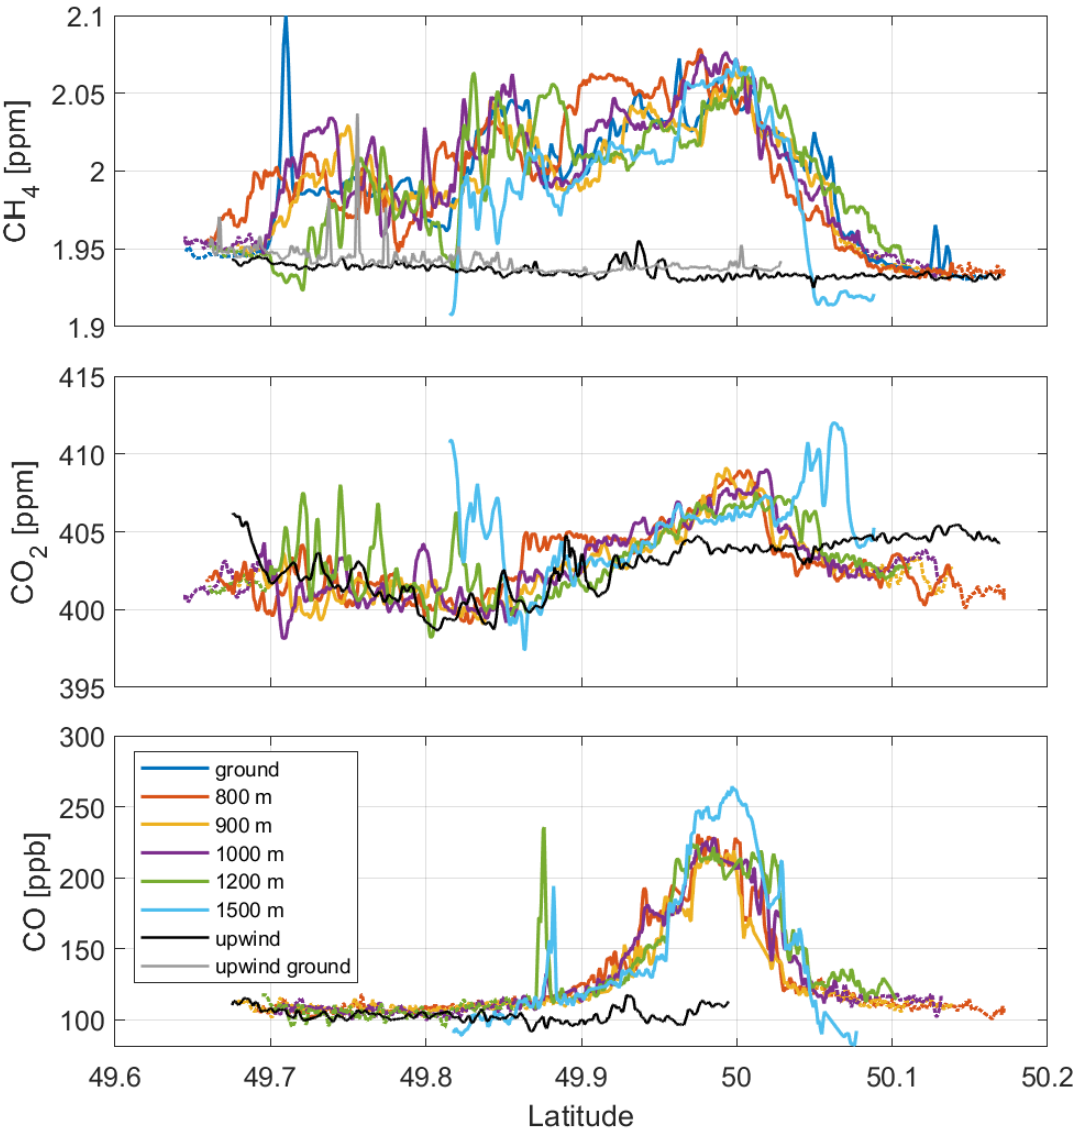 2.1
2.05
2
1.95
1.9
CH4 [ppm]
415
410
405
400
395
CO2 [ppm]
300
250
200
150
100
CO [ppb]
ground
800 m
900 m
1000 m
1200 m
1500 m
upwind
upwind ground
49.6 49.7 49.8 49.9 50 50.1 50.2
Latitude